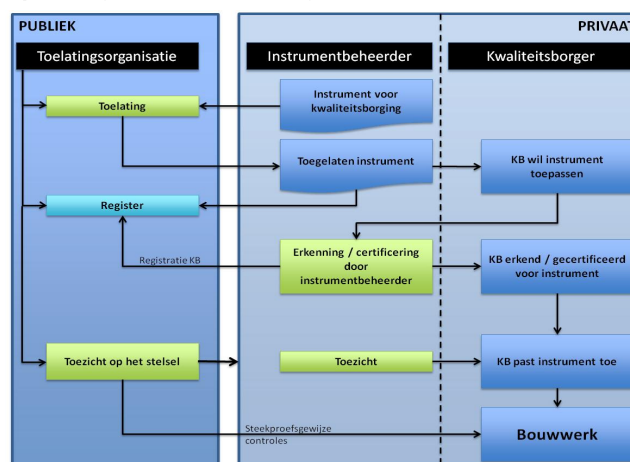 PUBLIEK
PRIVAAT
Toelatingsorganisatie
Instrumentbeheerder
Kwaliteitsborger
Instrument voor
kwaliteitsborging
Toelating
Toegelaten instrument
KB wil instrument
toepassen
Register
Registratie KB
Erkenning / certificering
door
instrumentbeheerder
KB erkend / gecertificeerd
voor instrument
Toezicht op het stelsel
Toezicht
KB past instrument toe
Steekproefsgewijze
controles
Bouwwerk